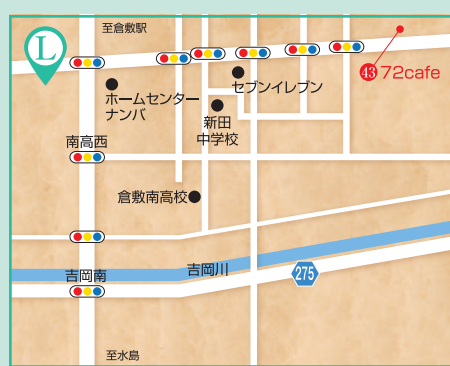 至倉敷駅
L
43 72cafe
セブンイレブン
ホームセンター
ナンバ
新田
中学校
南高西
倉敷南高校
吉岡川
吉岡南
275
至水島